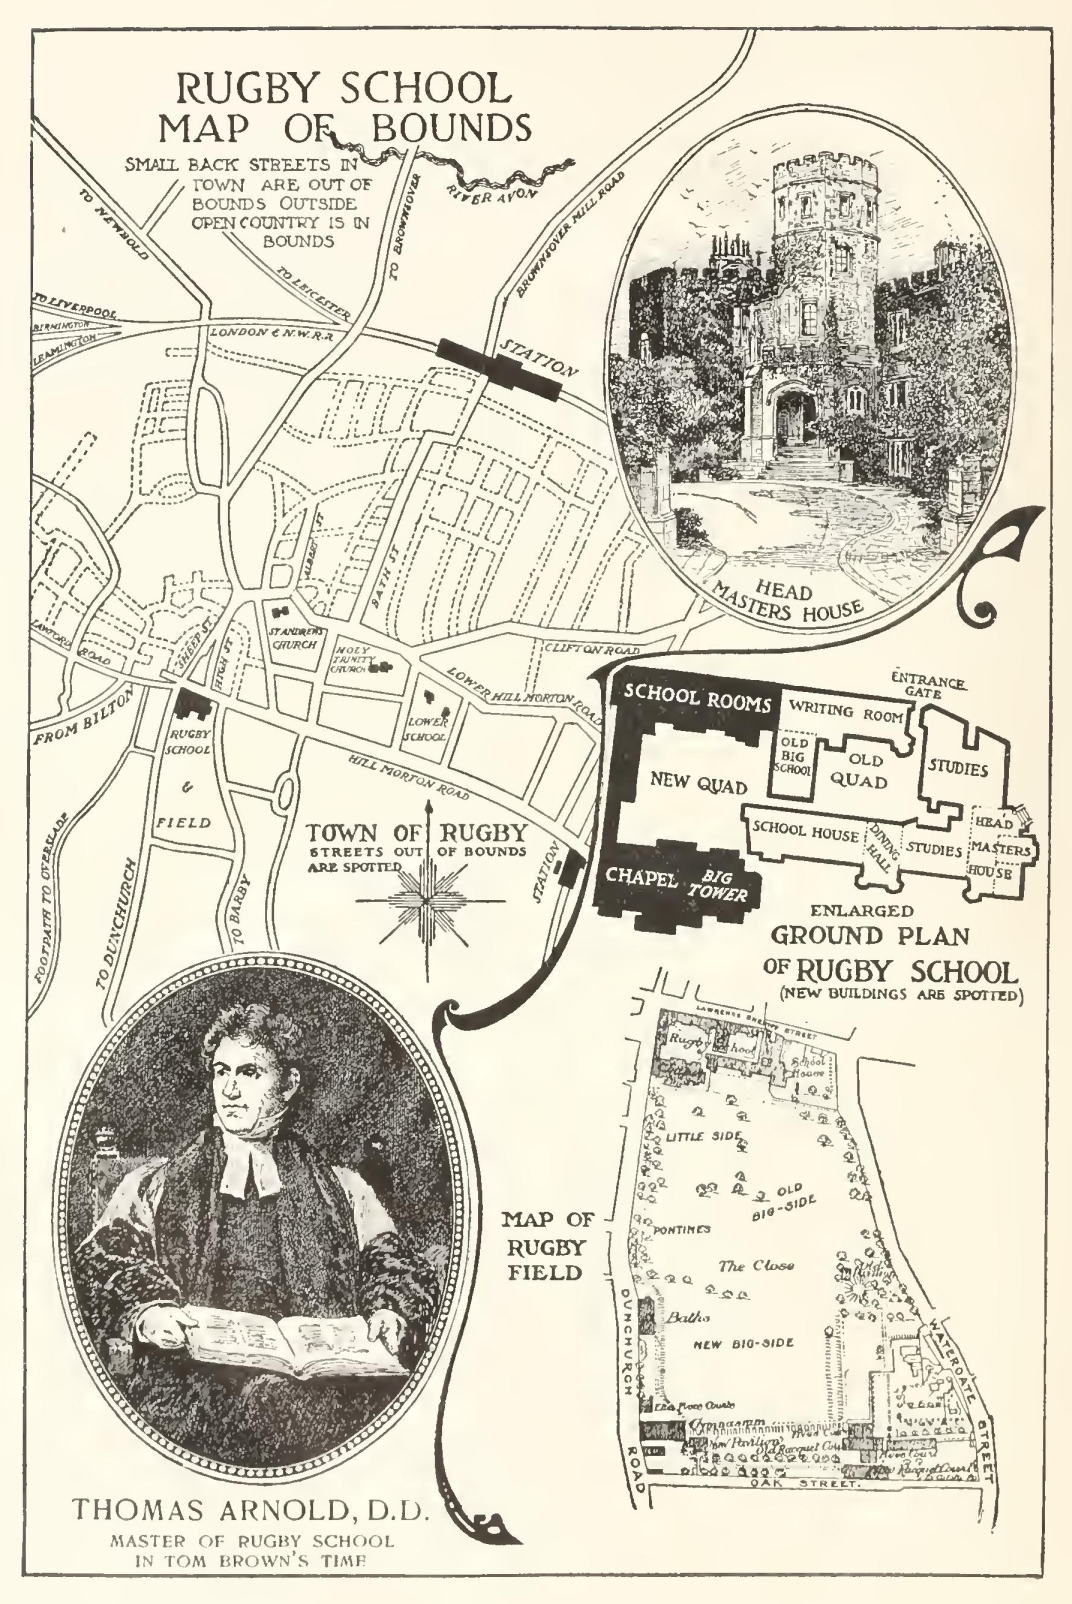 RUGBY SCHOOL
MAP OF BOUNDS
SMALL BACK STREETS IN
TOWN ARE OUT OF
BOUNDS OUTSIDE
OPEN COUNTRY IS IN
BOUNDS
RIVER AVON
TO NEWBOLD
TO BROWNSOVER
BROWNSOVER MILL ROAD
TO LEICESTER
TO LIVERPOOL
BIRMINGTON
LEAMINGTON
LONDON & N.W.R.R
STATION
HEAD
MASTERS HOUSE
ALBERT ST
BATH ST
SHEEP ST.
HIGH ST
ST ANDREWS
CHURCH
HOLY
TRINITY
CHURCH
CLIFTON ROAD
LOWER HILL MORTON ROAD
LAWFORD ROAD
FROM BILTON
LOWER
SCHOOL
RUGBY
SCHOOL
&
FIELD
HILL MORTON ROAD
TOWN OF RUGBY
STREETS OUT OF BOUNDS
ARE SPOTTED
STATION
FOOTPATH TO OVERSLADE
TO DUNCHURCH
TO BARBY
ENTRANCE
GATE
SCHOOL ROOMS
WRITING ROOM
OLD
BIG
SCHOOL
OLD
QUAD
STUDIES
NEW QUAD
SCHOOL HOUSE
DINING
HALL
STUDIES
HEAD
MASTERS
HOUSE
CHAPEL
BIG
TOWER
ENLARGED
GROUND PLAN
OF RUGBY SCHOOL
(NEW BUILDINGS ARE SPOTTED)
LAWRENCE SHERIFF STREET
Rugby School
School
House
LITTLE SIDE
OLD
BIG-SIDE
PONTINES
MAP OF
RUGBY
FIELD
The Close
Old
Pavilion
Baths
NEW BIG-SIDE
DUNCHURCH
ROAD
WATERGATE
STREET
Fives Courts
Gymnasium
New Pavilion
Old Racquet Court
Fives Court
New Racquet Court
OAK STREET.
THOMAS ARNOLD, D.D.
MASTER OF RUGBY SCHOOL
IN TOM BROWN'S TIME